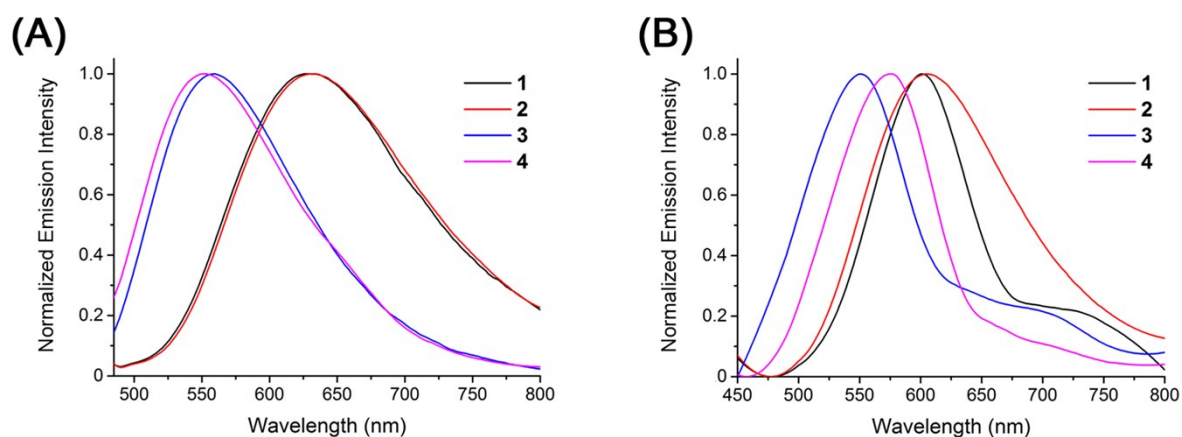 (A)
Normalized Emission Intensity
1.0
0.8
0.6
0.4
0.2
0
500 550 600 650 700 750 800
Wavelength (nm)
1
2
3
4
(B)
Normalized Emission Intensity
1.0
0.8
0.6
0.4
0.2
0
450 500 550 600 650 700 750 800
Wavelength (nm)
1
2
3
4